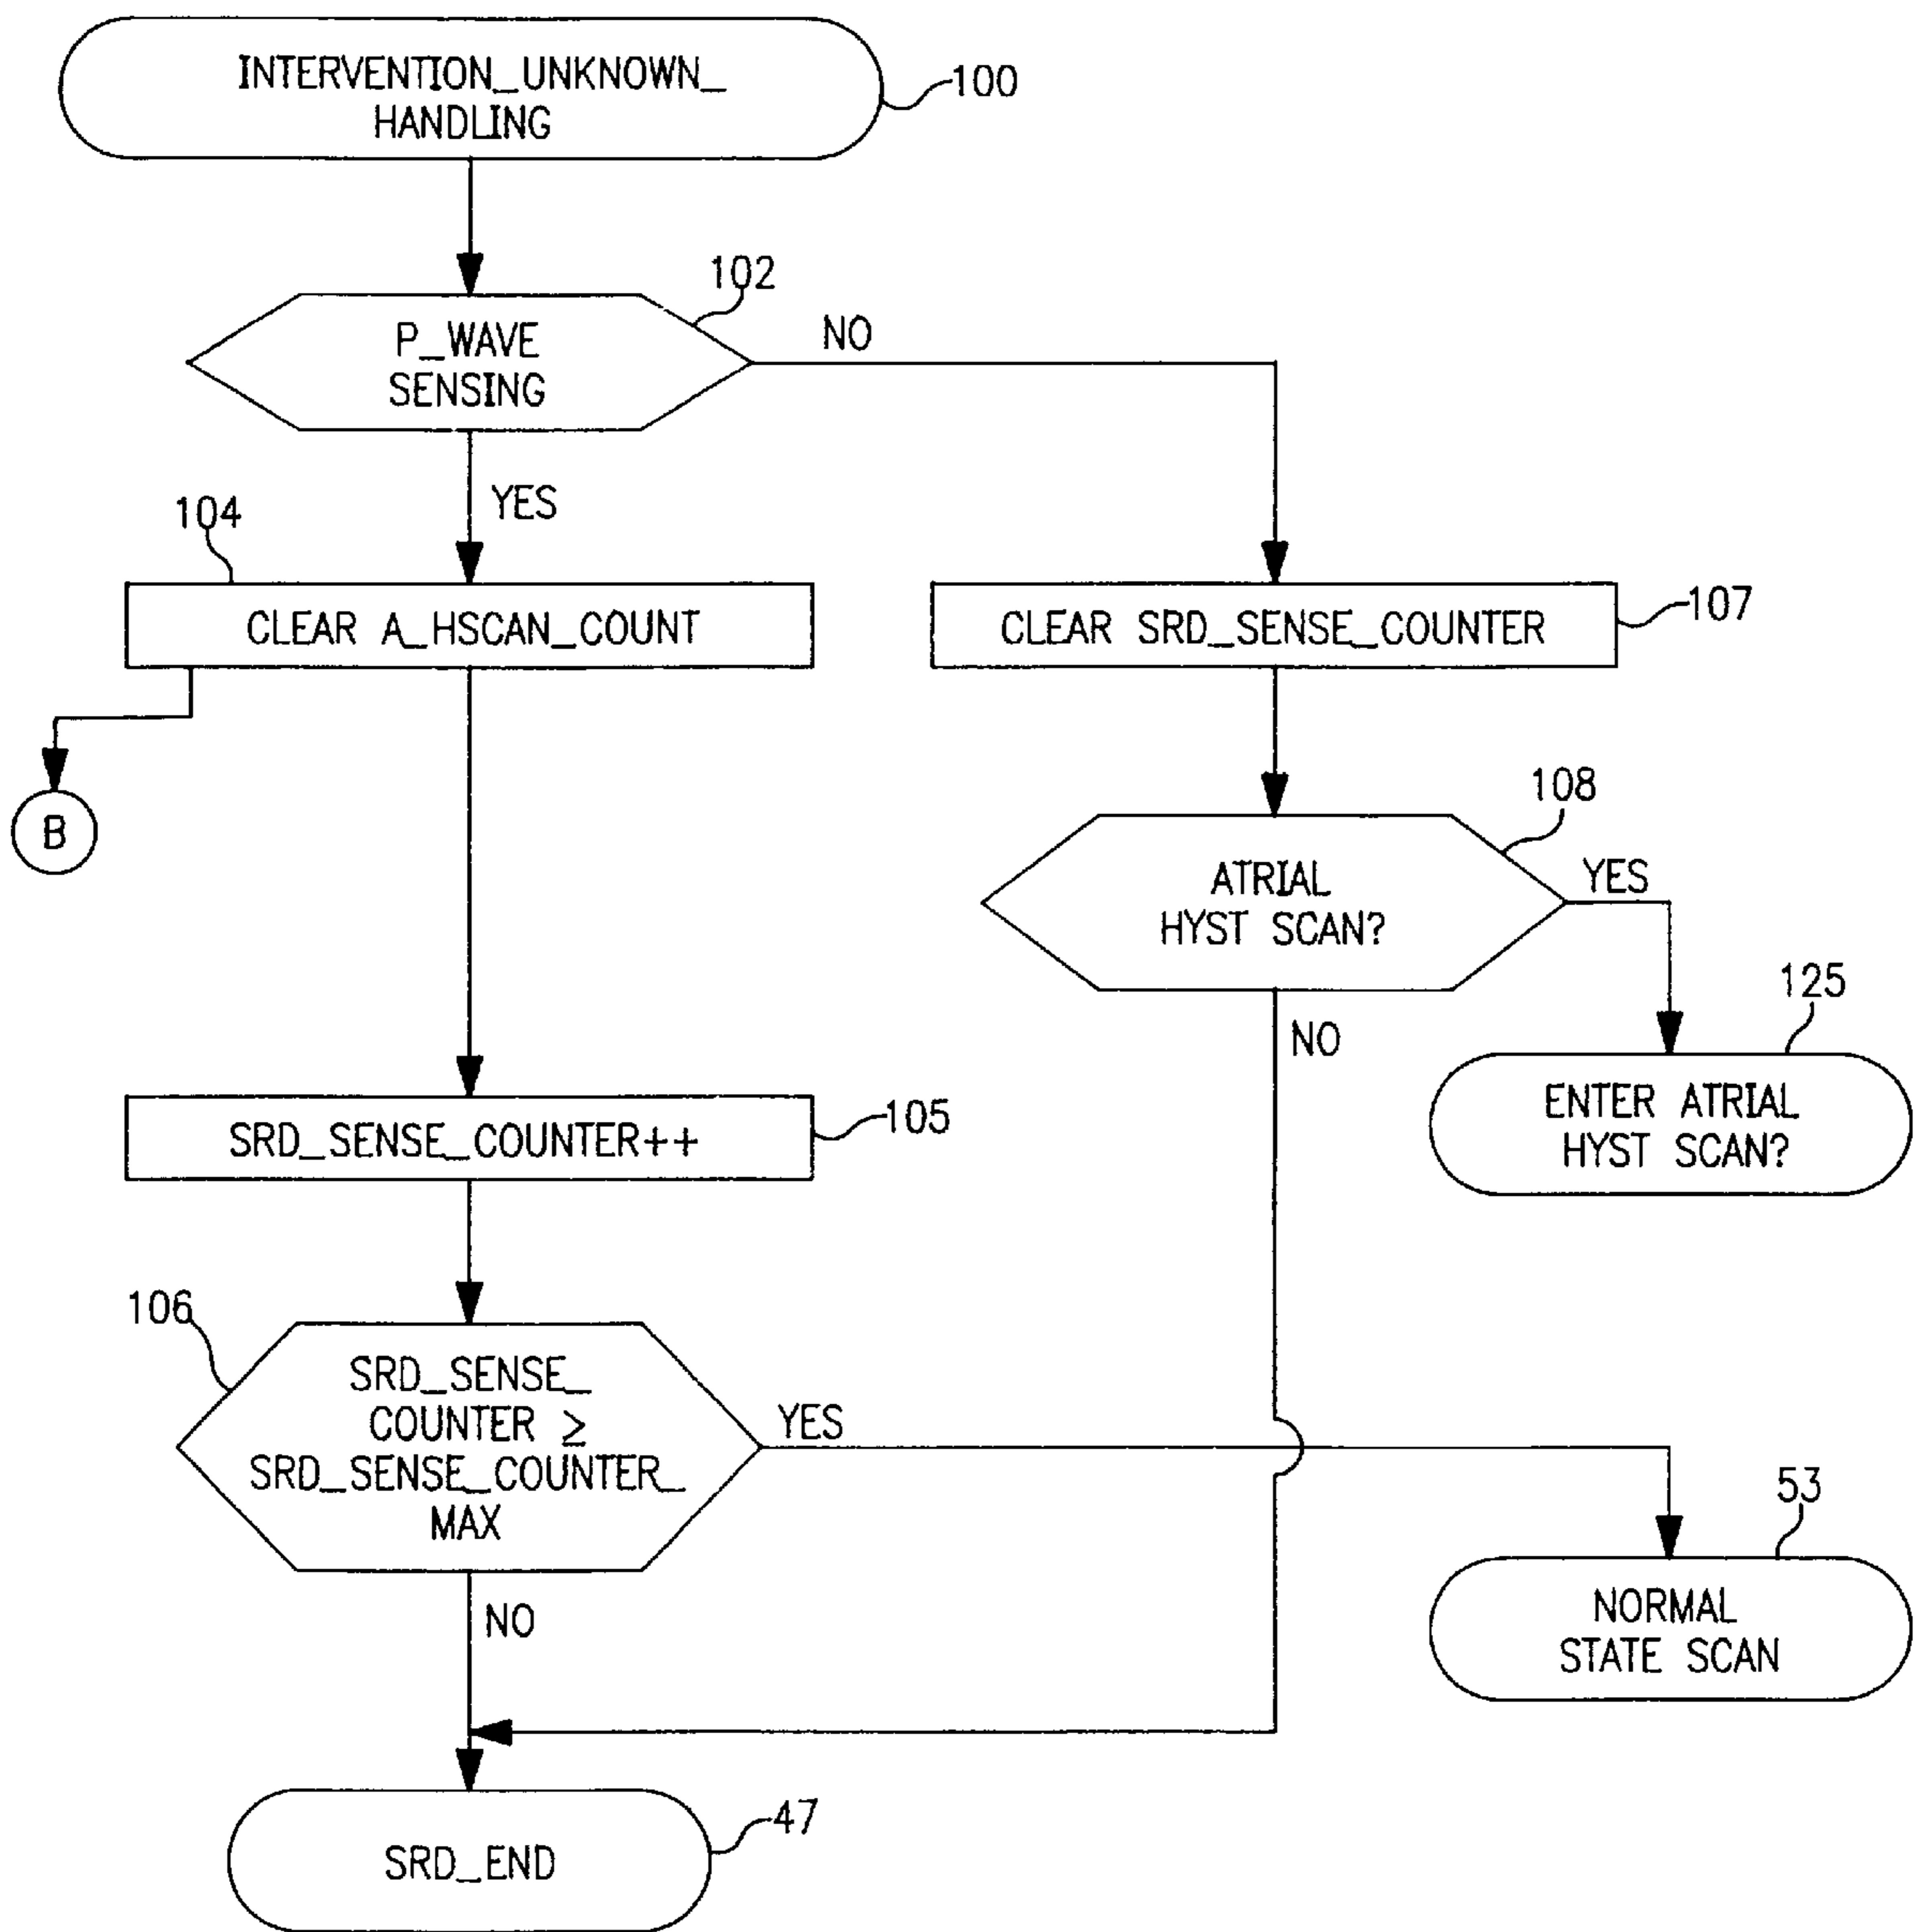 INTERVENTION_UNKNOWN_
HANDLING
100
102
P_WAVE
SENSING
NO
YES
104
CLEAR A_HSCAN_COUNT
CLEAR SRD_SENSE_COUNTER
107
B
108
ATRIAL
HYST SCAN?
YES
NO
125
ENTER ATRIAL
HYST SCAN?
SRD_SENSE_COUNTER++
105
106
SRD_SENSE_
COUNTER ≥
SRD_SENSE_COUNTER_
MAX
YES
NO
53
NORMAL
STATE SCAN
SRD_END
47